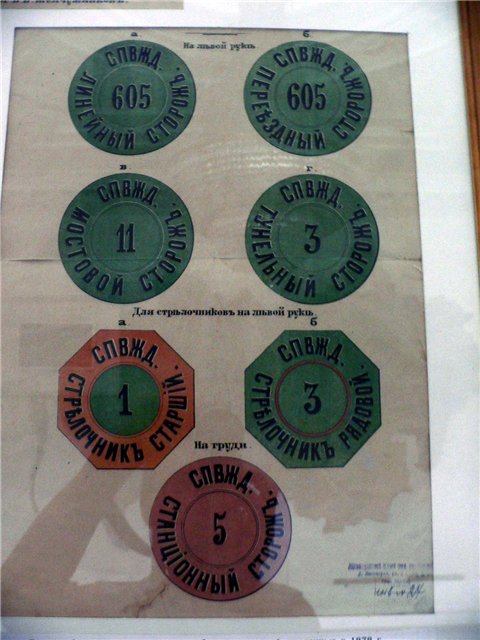 На лѣвой рукѣ
а
СПВЖД.
ЛИНЕЙНЫЙ СТОРОЖЪ.
605
б.
СПВЖД.
ПЕРЕѢЗДНЫЙ СТОРОЖЪ.
605
в
СПВЖД.
МОСТОВОЙ СТОРОЖЪ.
11
г.
СПВЖД.
ТУНЕЛЬНЫЙ СТОРОЖЪ.
3
Для стрѣлочниковъ на лѣвой рукѣ.
а.
СПВЖД.
СТРѢЛОЧНИКЪ СТАРШІЙ.
1
б
СПВЖД.
СТРѢЛОЧНИКЪ РЯДОВОЙ.
3
На груди.
СПВЖД.
СТАНЦІОННЫЙ СТОРОЖЪ.
5